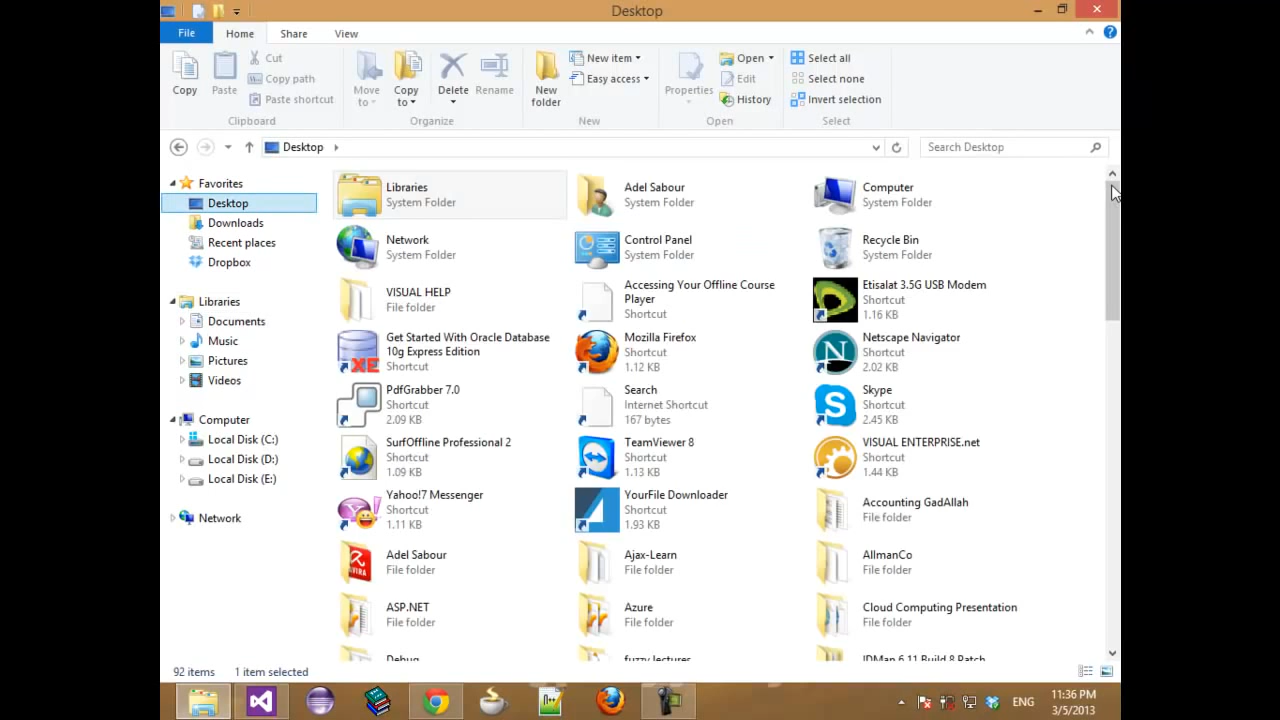 Desktop
File
Home
Share
View
Copy
Paste
Cut
Copy path
Paste shortcut
Clipboard
Move to
Copy to
Delete
Rename
Organize
New folder
New item
Easy access
New
Properties
Open
Edit
History
Open
Select all
Select none
Invert selection
Select
Desktop
Search Desktop
Favorites
Desktop
Downloads
Recent places
Dropbox
Libraries
Documents
Music
Pictures
Videos
Computer
Local Disk (C:)
Local Disk (D:)
Local Disk (E:)
Network
Libraries
System Folder
Adel Sabour
System Folder
Computer
System Folder
Network
System Folder
Control Panel
System Folder
Recycle Bin
System Folder
VISUAL HELP
File folder
Accessing Your Offline Course
Player
Shortcut
Etisalat 3.5G USB Modem
Shortcut
1.16 KB
Get Started With Oracle Database
10g Express Edition
Shortcut
XE
Mozilla Firefox
Shortcut
1.12 KB
Netscape Navigator
Shortcut
2.02 KB
PdfGrabber 7.0
Shortcut
2.09 KB
Search
Internet Shortcut
167 bytes
Skype
Shortcut
2.45 KB
SurfOffline Professional 2
Shortcut
1.09 KB
TeamViewer 8
Shortcut
1.13 KB
VISUAL ENTERPRISE.net
Shortcut
1.44 KB
Yahoo!7 Messenger
Shortcut
1.11 KB
YourFile Downloader
Shortcut
1.93 KB
Accounting GadAllah
File folder
Adel Sabour
File folder
AVIRA
Ajax-Learn
File folder
AllmanCo
File folder
ASP.NET
File folder
Azure
File folder
Cloud Computing Presentation
File folder
Debug
fuzzy lectures
IDMan 6.11 Build 8 Patch
92 items
1 item selected
ENG
11:36 PM
3/5/2013